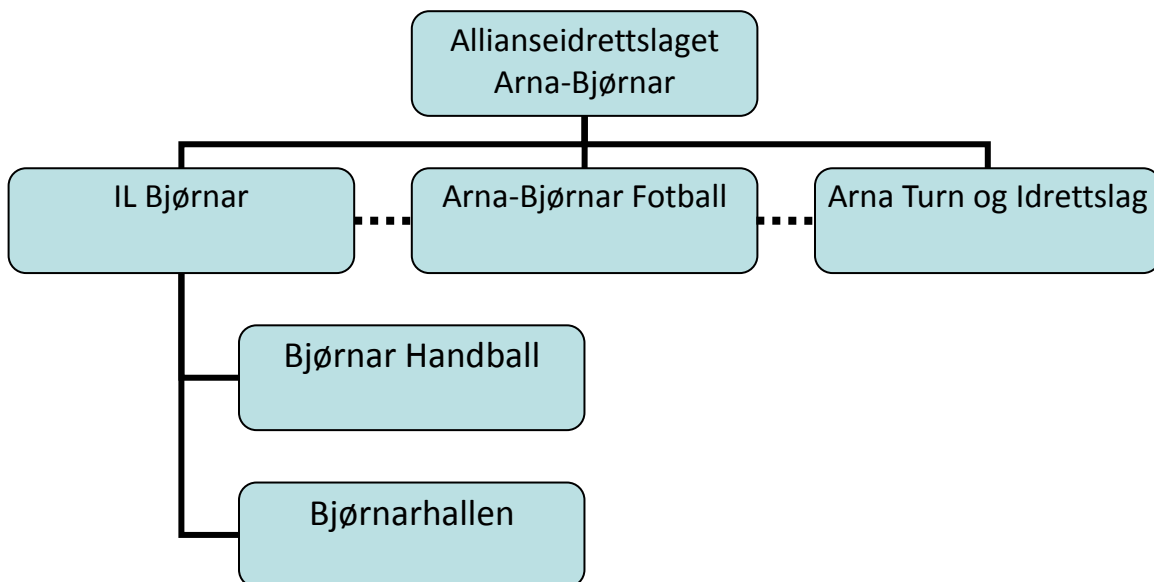 Allianseidrettslaget
Arna-Bjørnar
IL Bjørnar
Arna-Bjørnar Fotball
Arna Turn og Idrettslag
Bjørnar Handball
Bjørnarhallen